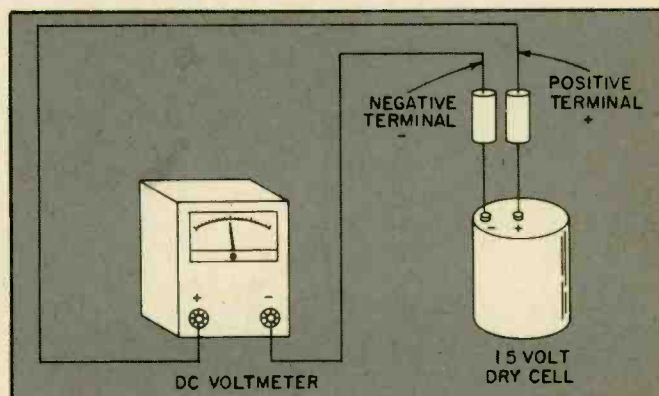 NEGATIVE
TERMINAL
-
POSITIVE
TERMINAL
+
- +
+ -
DC VOLTMETER
1 5 VOLT
DRY CELL